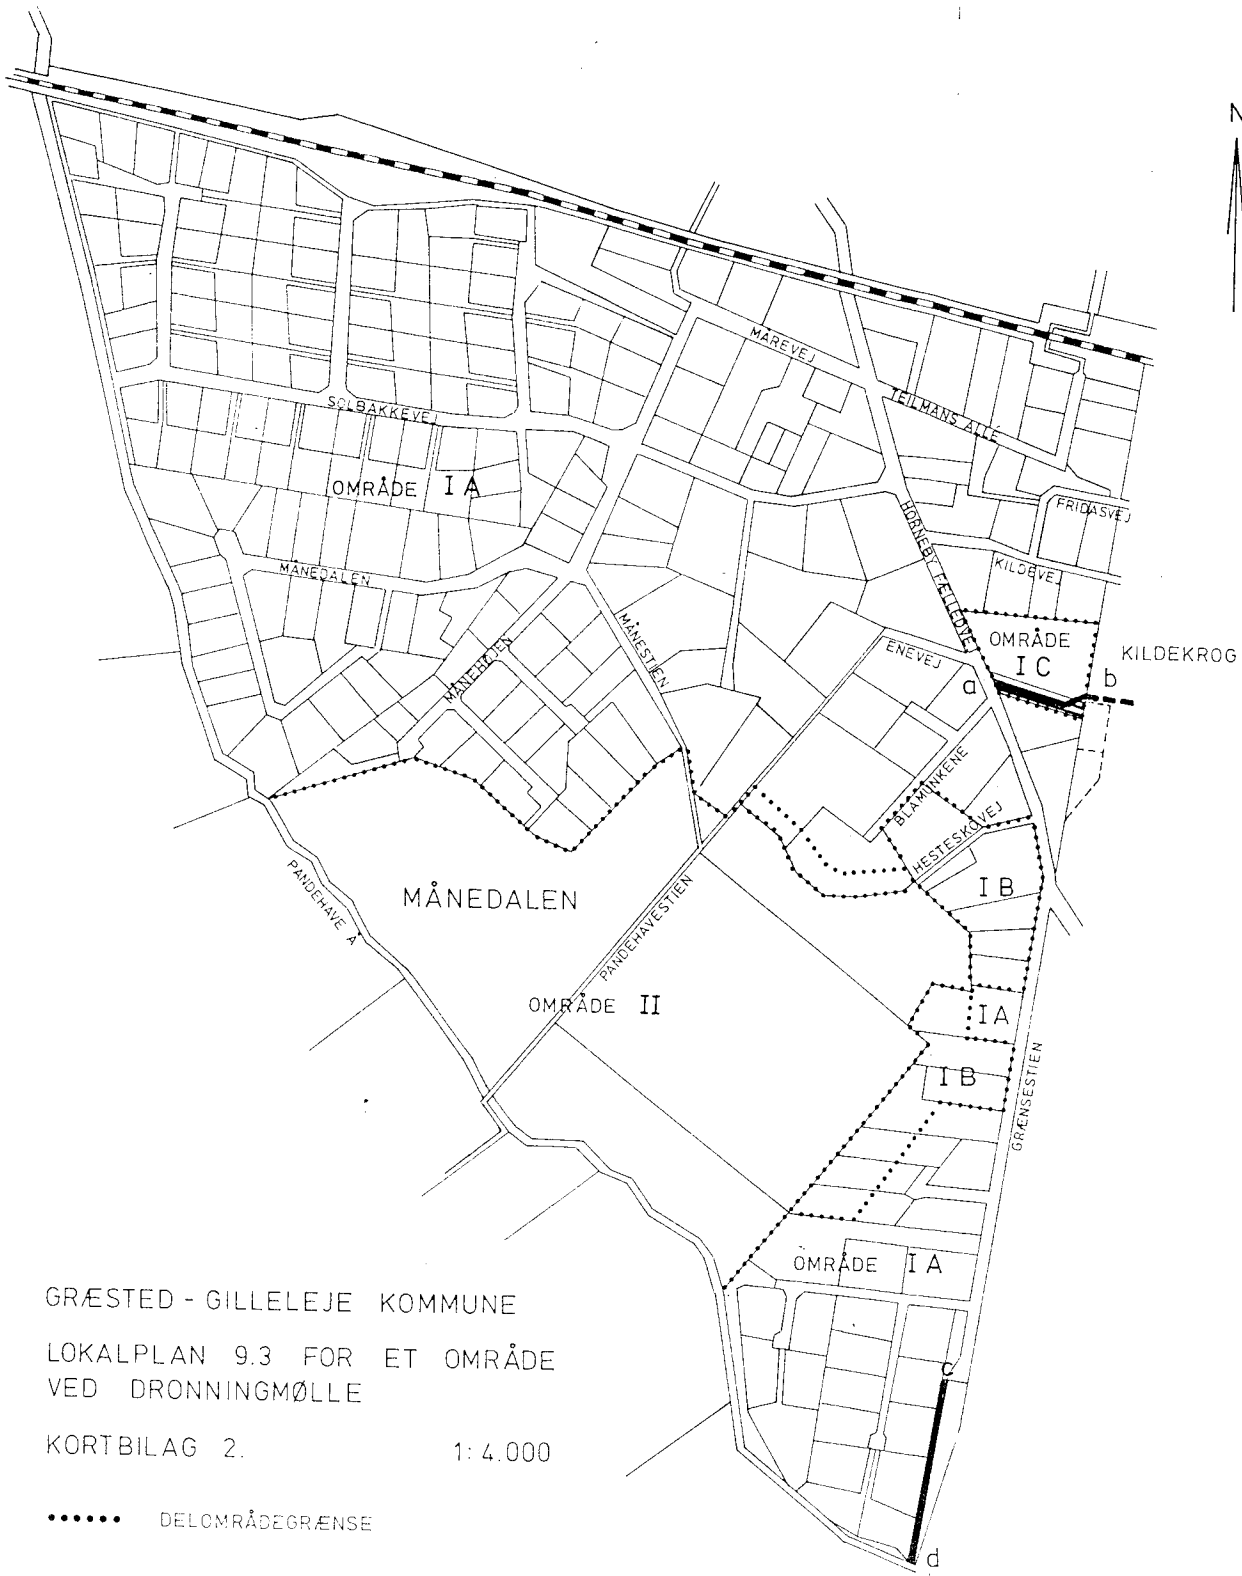 N
MÅREVEJ
TEILMANS ALLÉ
SOLBAKKEVEJ
OMRÅDE IA
HORNEBY FÆLLEDVEJ
FRIDASVEJ
KILDEVEJ
MÅNEDALEN
MÅNESTIEN
MÅNEHØJEN
ENEVEJ
OMRÅDE
IC
KILDEKROG
a
b
BLÅMUNKENE
HESTESKOVEJ
IB
PANDEHAVE Å
MÅNEDALEN
PANDEHAVESTIEN
OMRÅDE II
IA
IB
GRÆNSESTIEN
OMRÅDE IA
c
d
GRÆSTED - GILLELEJE KOMMUNE
LOKALPLAN 9.3 FOR ET OMRÅDE
VED DRONNINGMØLLE
KORTBILAG 2. 1: 4.000
DELOMRÅDEGRÆNSE